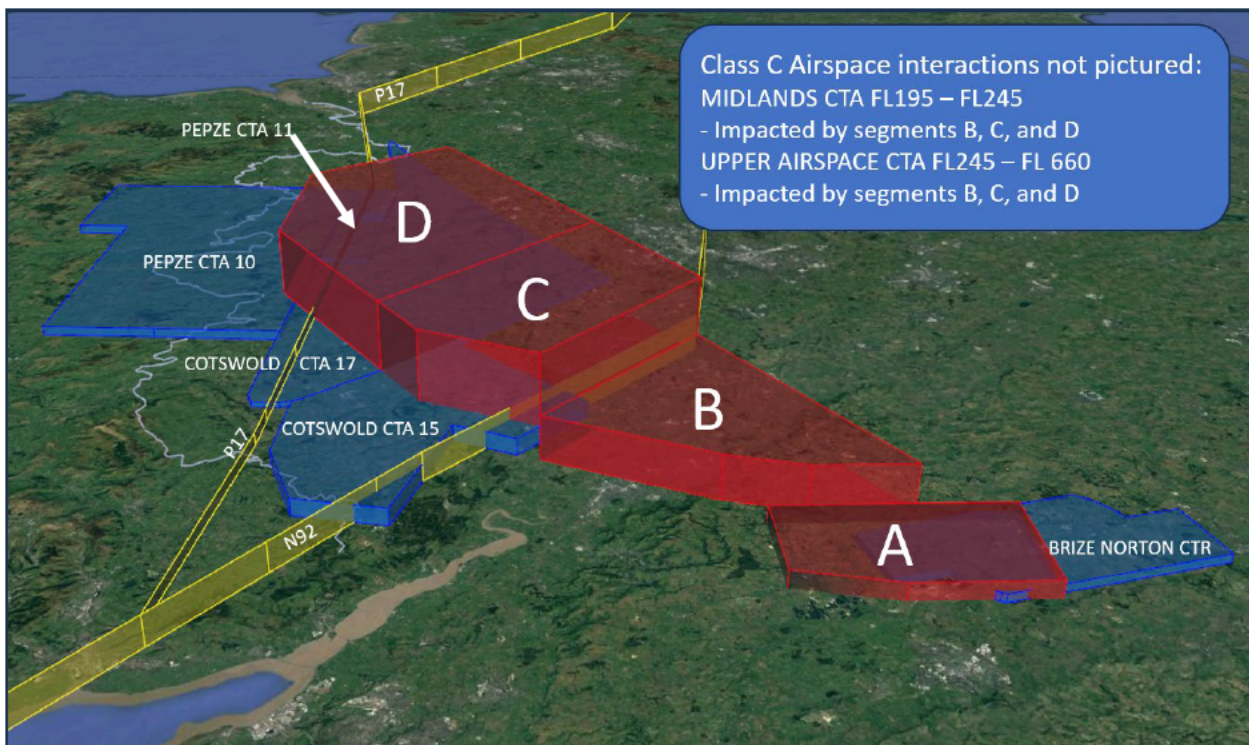 Class C Airspace interactions not pictured:
MIDLANDS CTA FL195 – FL245
- Impacted by segments B, C, and D
UPPER AIRSPACE CTA FL245 – FL 660
- Impacted by segments B, C, and D
P17
PEPZE CTA 11
D
PEPZE CTA 10
C
COTSWOLD CTA 17
B
COTSWOLD CTA 15
P17
N92
A
BRIZE NORTON CTR